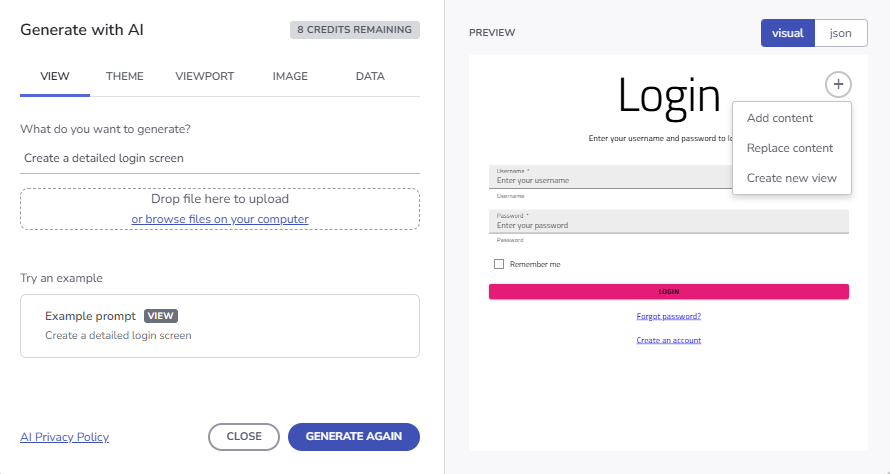 Generate with AI
8 CREDITS REMAINING
VIEW THEME VIEWPORT IMAGE DATA
What do you want to generate?
Create a detailed login screen
Drop file here to upload
or browse files on your computer
Try an example
Example prompt VIEW
Create a detailed login screen
AI Privacy Policy
CLOSE
GENERATE AGAIN
PREVIEW
visual json
Login
+
Add content
Replace content
Create new view
Enter your username and password to
Username *
Enter your username
Username
Password *
Enter your password
Password
Remember me
LOGIN
Forgot password?
Create an account